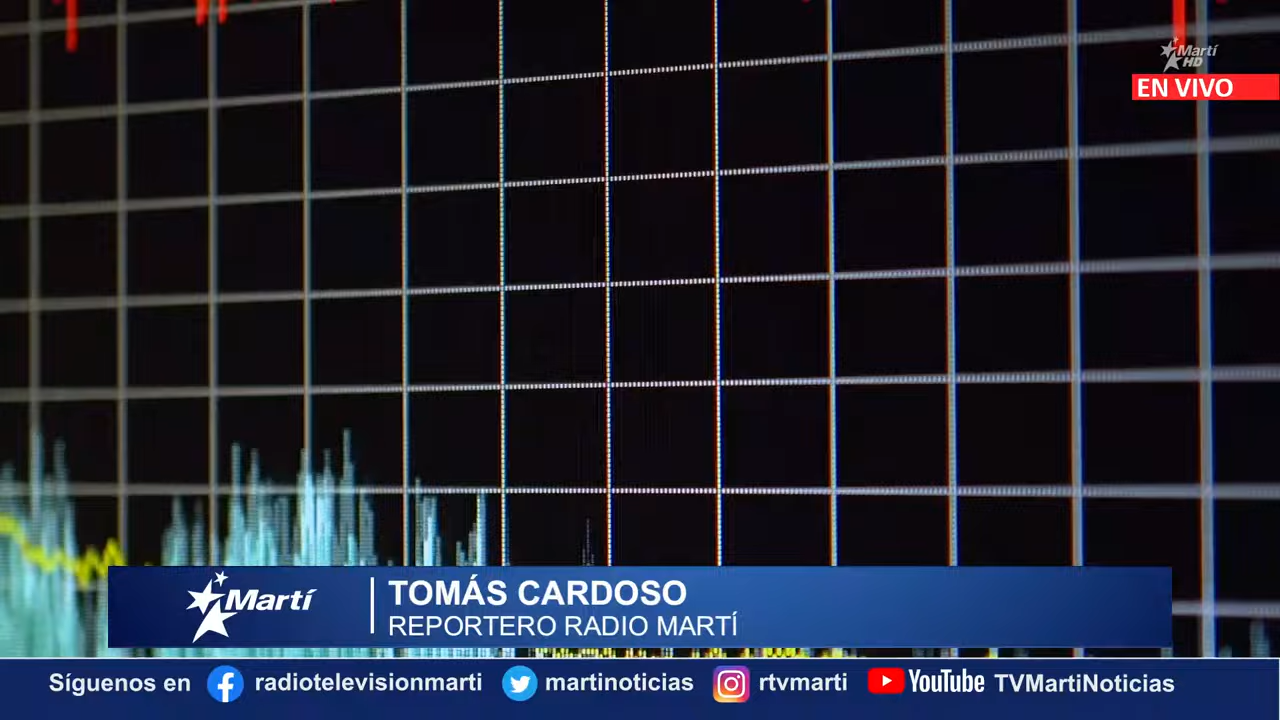 Martí
HD
EN VIVO
Martí
TOMÁS CARDOSO
REPORTERO RADIO MARTÍ
Síguenos en radiotelevisionmarti martinoticias rtvmarti YouTube TVMartiNoticias